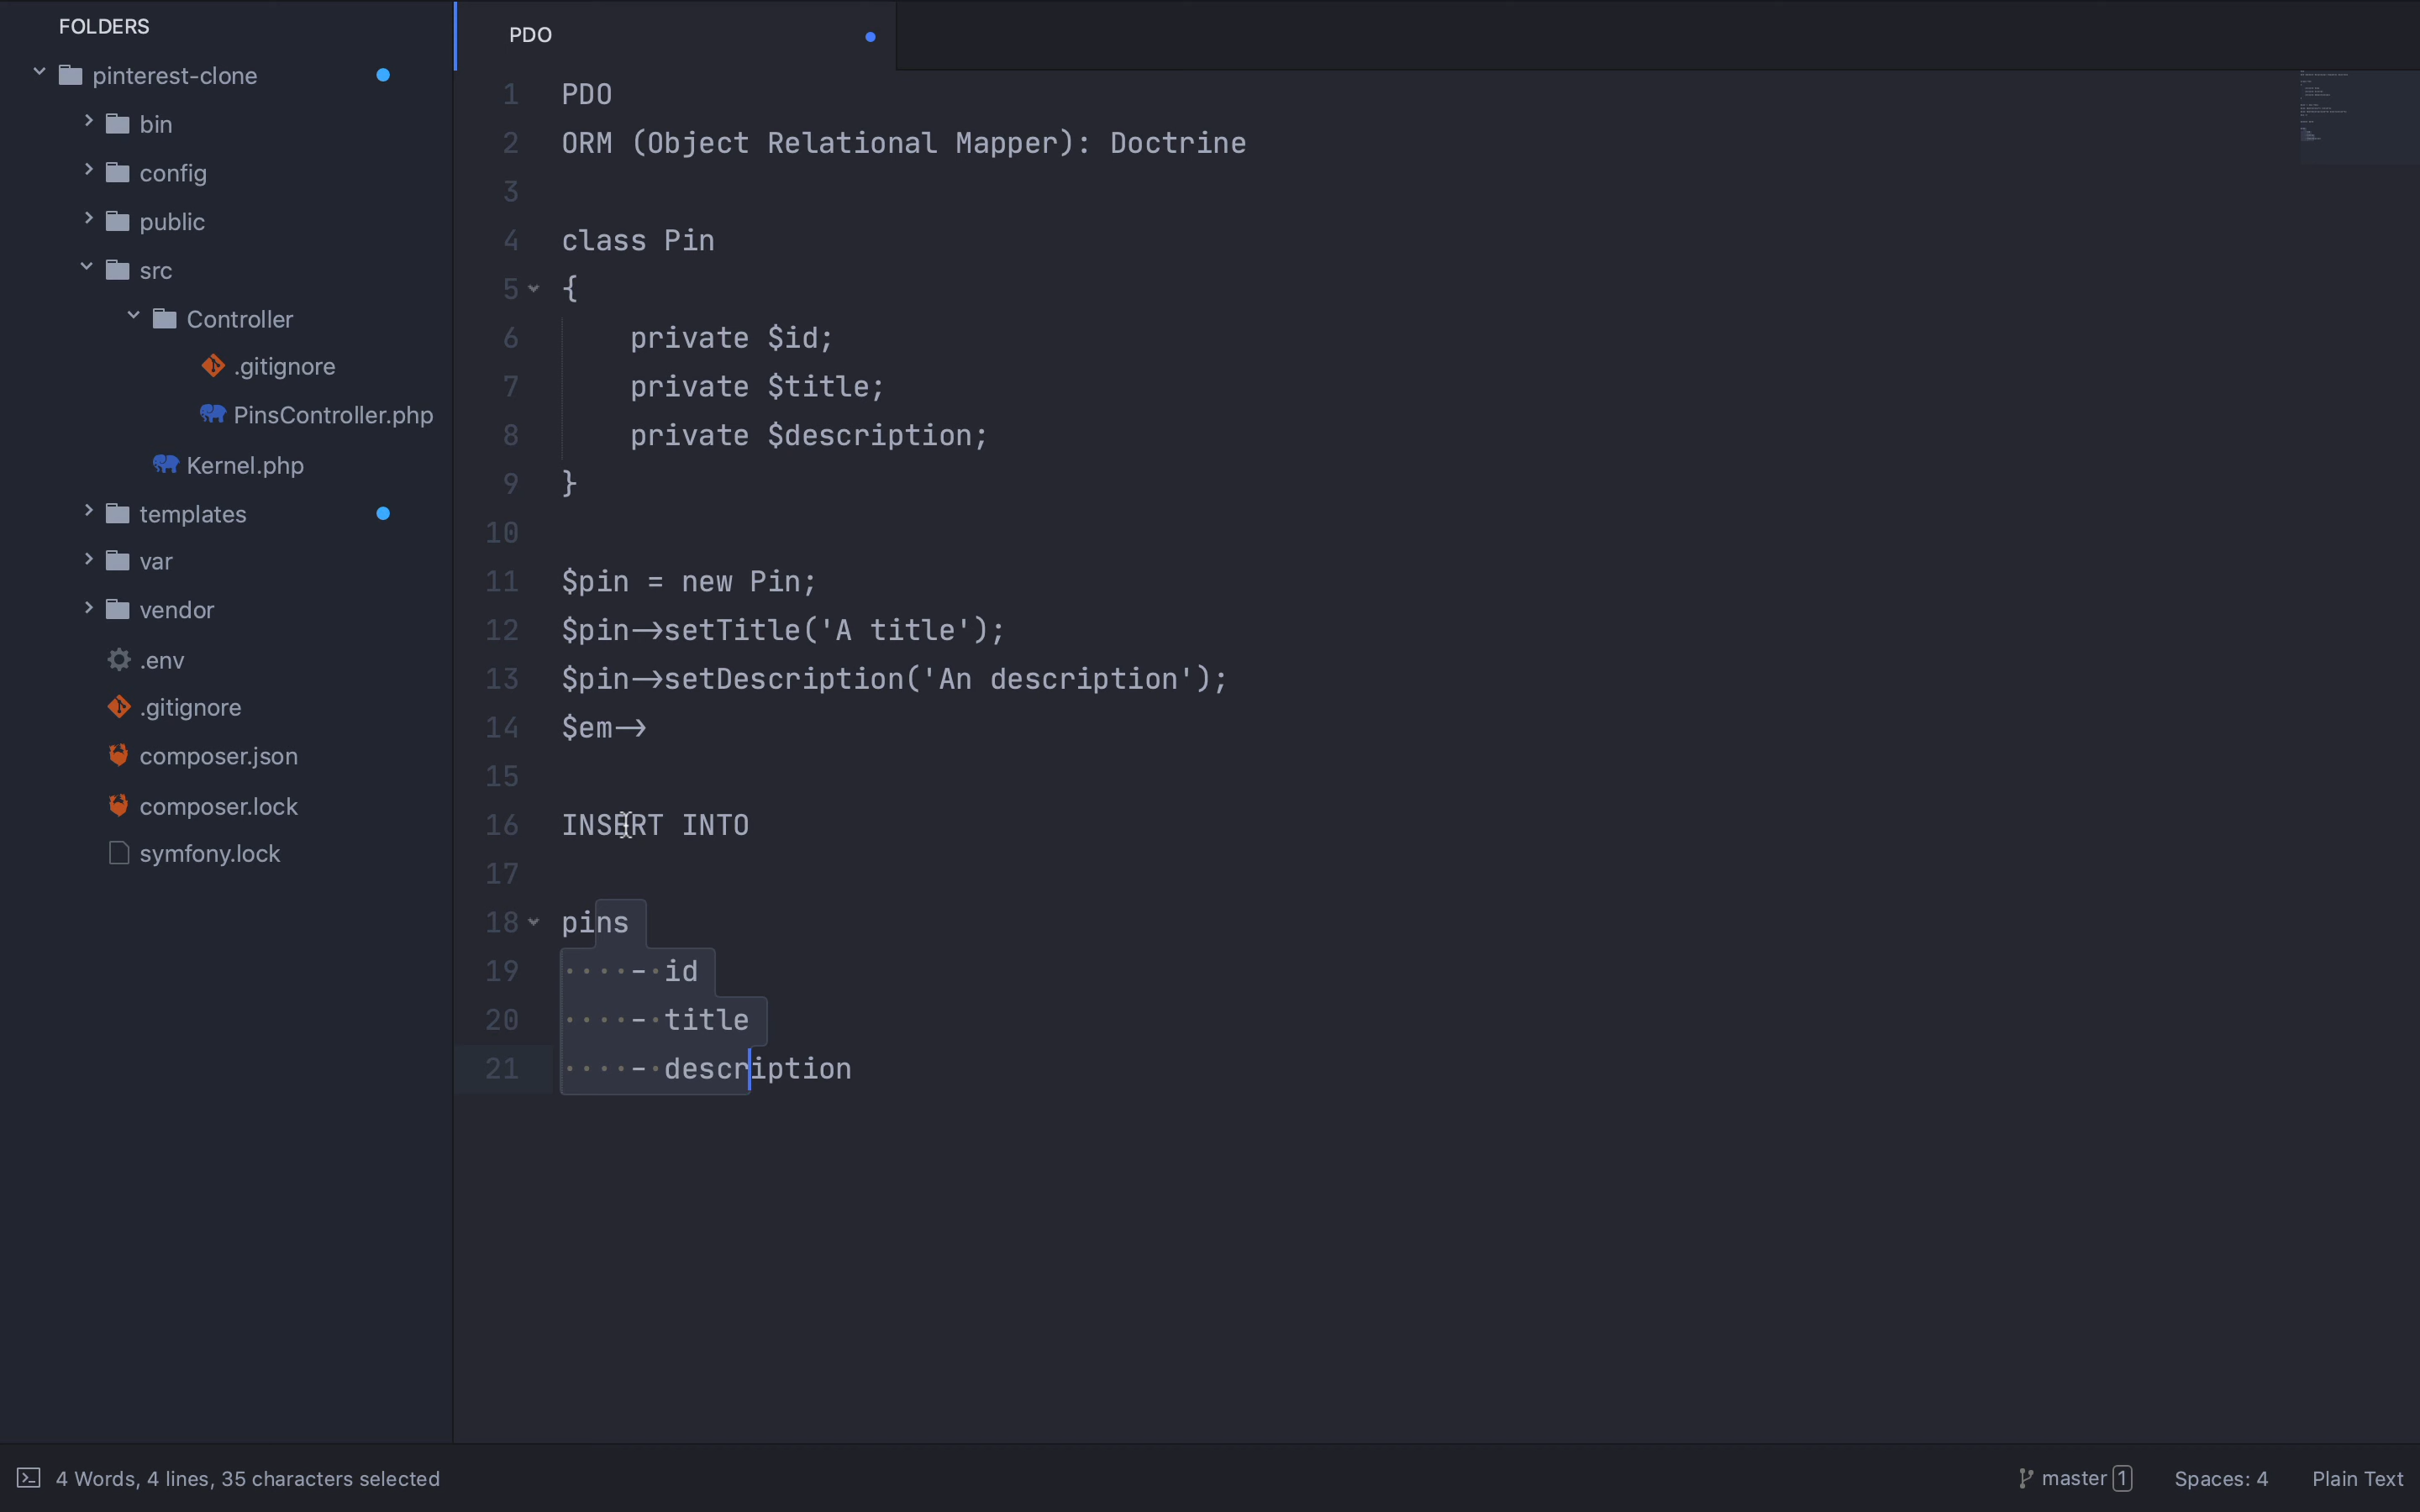 FOLDERS
pinterest-clone
bin
config
public
src
Controller
.gitignore
PinsController.php
Kernel.php
templates
var
vendor
.env
.gitignore
composer.json
composer.lock
symfony.lock
PDO
1 PDO
2 ORM (Object Relational Mapper): Doctrine
3
4 class Pin
5 {
6     private $id;
7     private $title;
8     private $description;
9 }
10
11 $pin = new Pin;
12 $pin->setTitle('A title');
13 $pin->setDescription('An description');
14 $em->
15
16 INSERT INTO
17
18 pins
19 ····-·id
20 ····-·title
21 ····-·description
4 Words, 4 lines, 35 characters selected
master 1
Spaces: 4
Plain Text